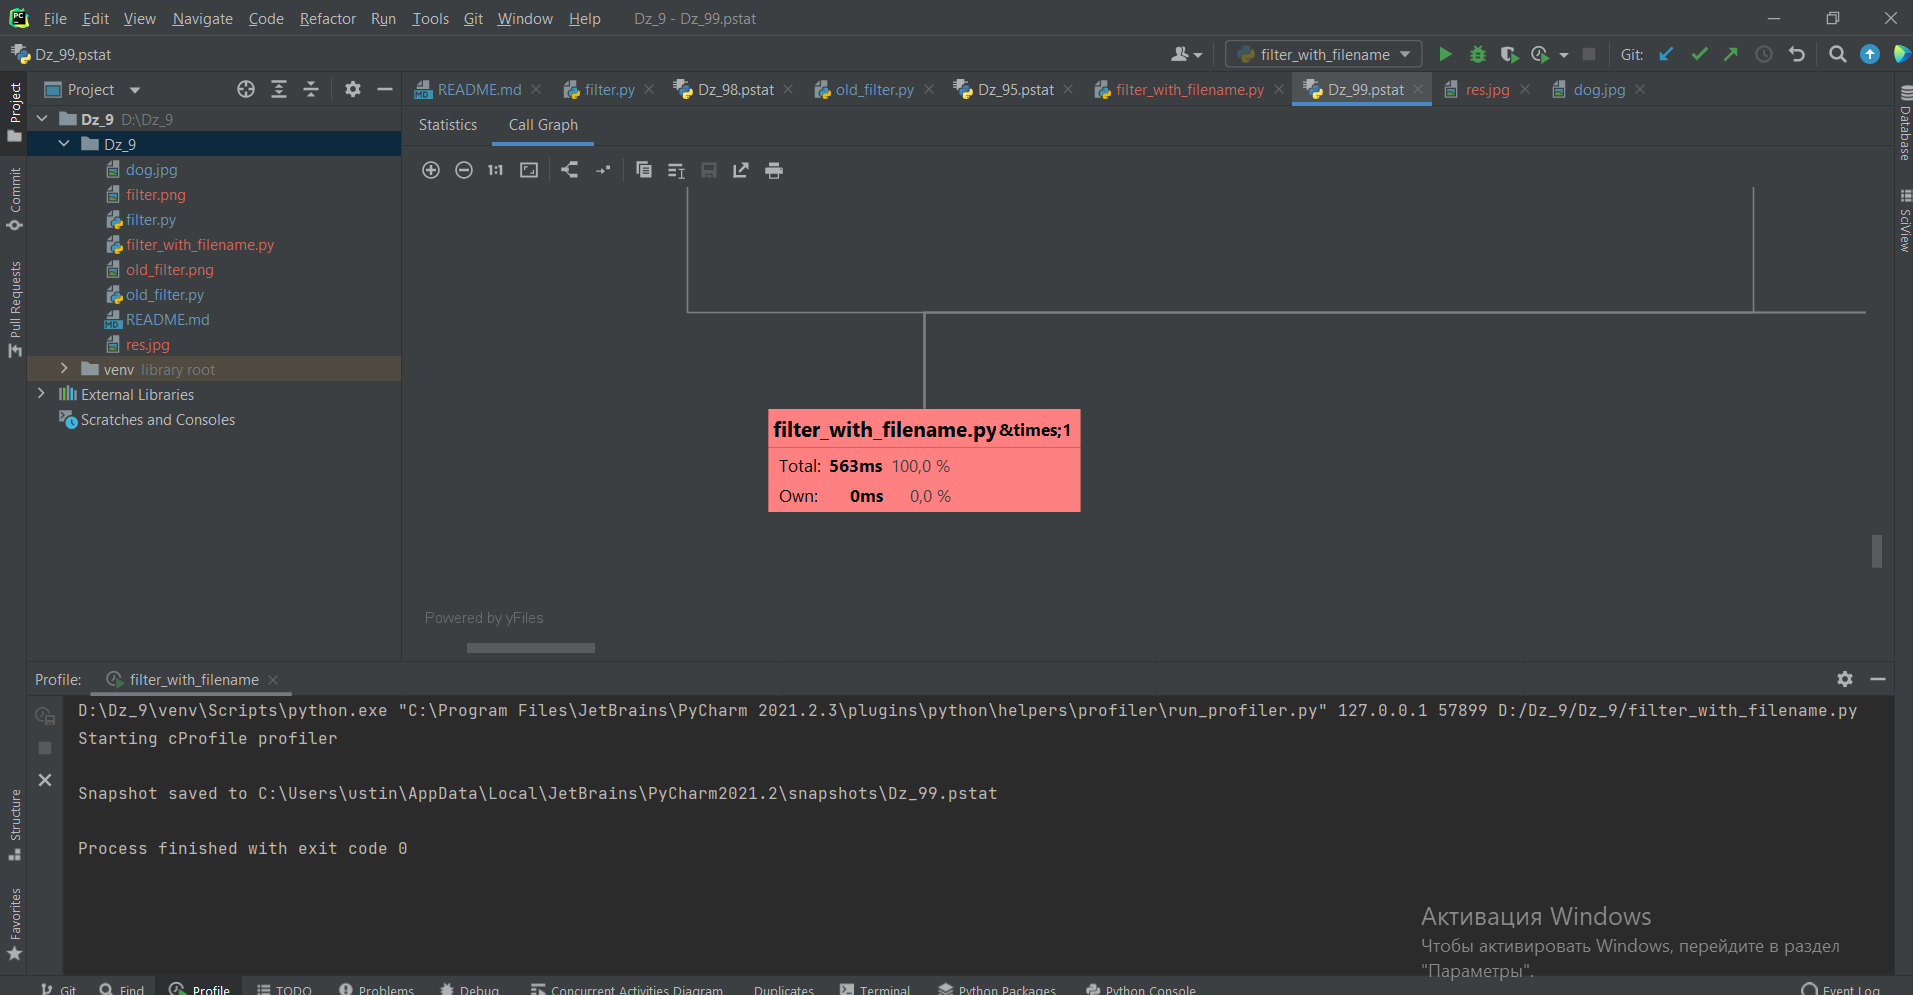 File Edit View Navigate Code Refactor Run Tools Git Window Help Dz_9 - Dz_99.pstat
Dz_99.pstat filter_with_filename Git:
Project README.md filter.py Dz_98.pstat old_filter.py Dz_95.pstat filter_with_filename.py Dz_99.pstat res.jpg dog.jpg
Statistics Call Graph
1:1
Dz_9 D:\Dz_9
Dz_9
dog.jpg
filter.png
filter.py
filter_with_filename.py
old_filter.png
old_filter.py
README.md
res.jpg
venv library root
External Libraries
Scratches and Consoles
Project
Commit
Pull Requests
Structure
Favorites
Database
SciView
filter_with_filename.py&times;1
Total: 563ms 100,0 %
Own: 0ms 0,0 %
Powered by yFiles
Profile: filter_with_filename
D:\Dz_9\venv\Scripts\python.exe "C:\Program Files\JetBrains\PyCharm 2021.2.3\plugins\python\helpers\profiler\run_profiler.py" 127.0.0.1 57899 D:/Dz_9/Dz_9/filter_with_filename.py
Starting cProfile profiler
Snapshot saved to C:\Users\ustin\AppData\Local\JetBrains\PyCharm2021.2\snapshots\Dz_99.pstat
Process finished with exit code 0
Активация Windows
Чтобы активировать Windows, перейдите в раздел
"Параметры".
Git Find Profile TODO Problems Debug Concurrent Activities Diagram Duplicates Terminal Python Packages Python Console Event Log